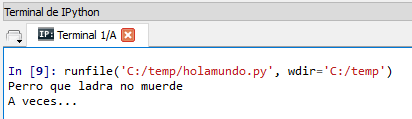 Terminal de IPython
IP: Terminal 1/A
In [9]: runfile('C:/temp/holamundo.py', wdir='C:/temp')
Perro que ladra no muerde
A veces...